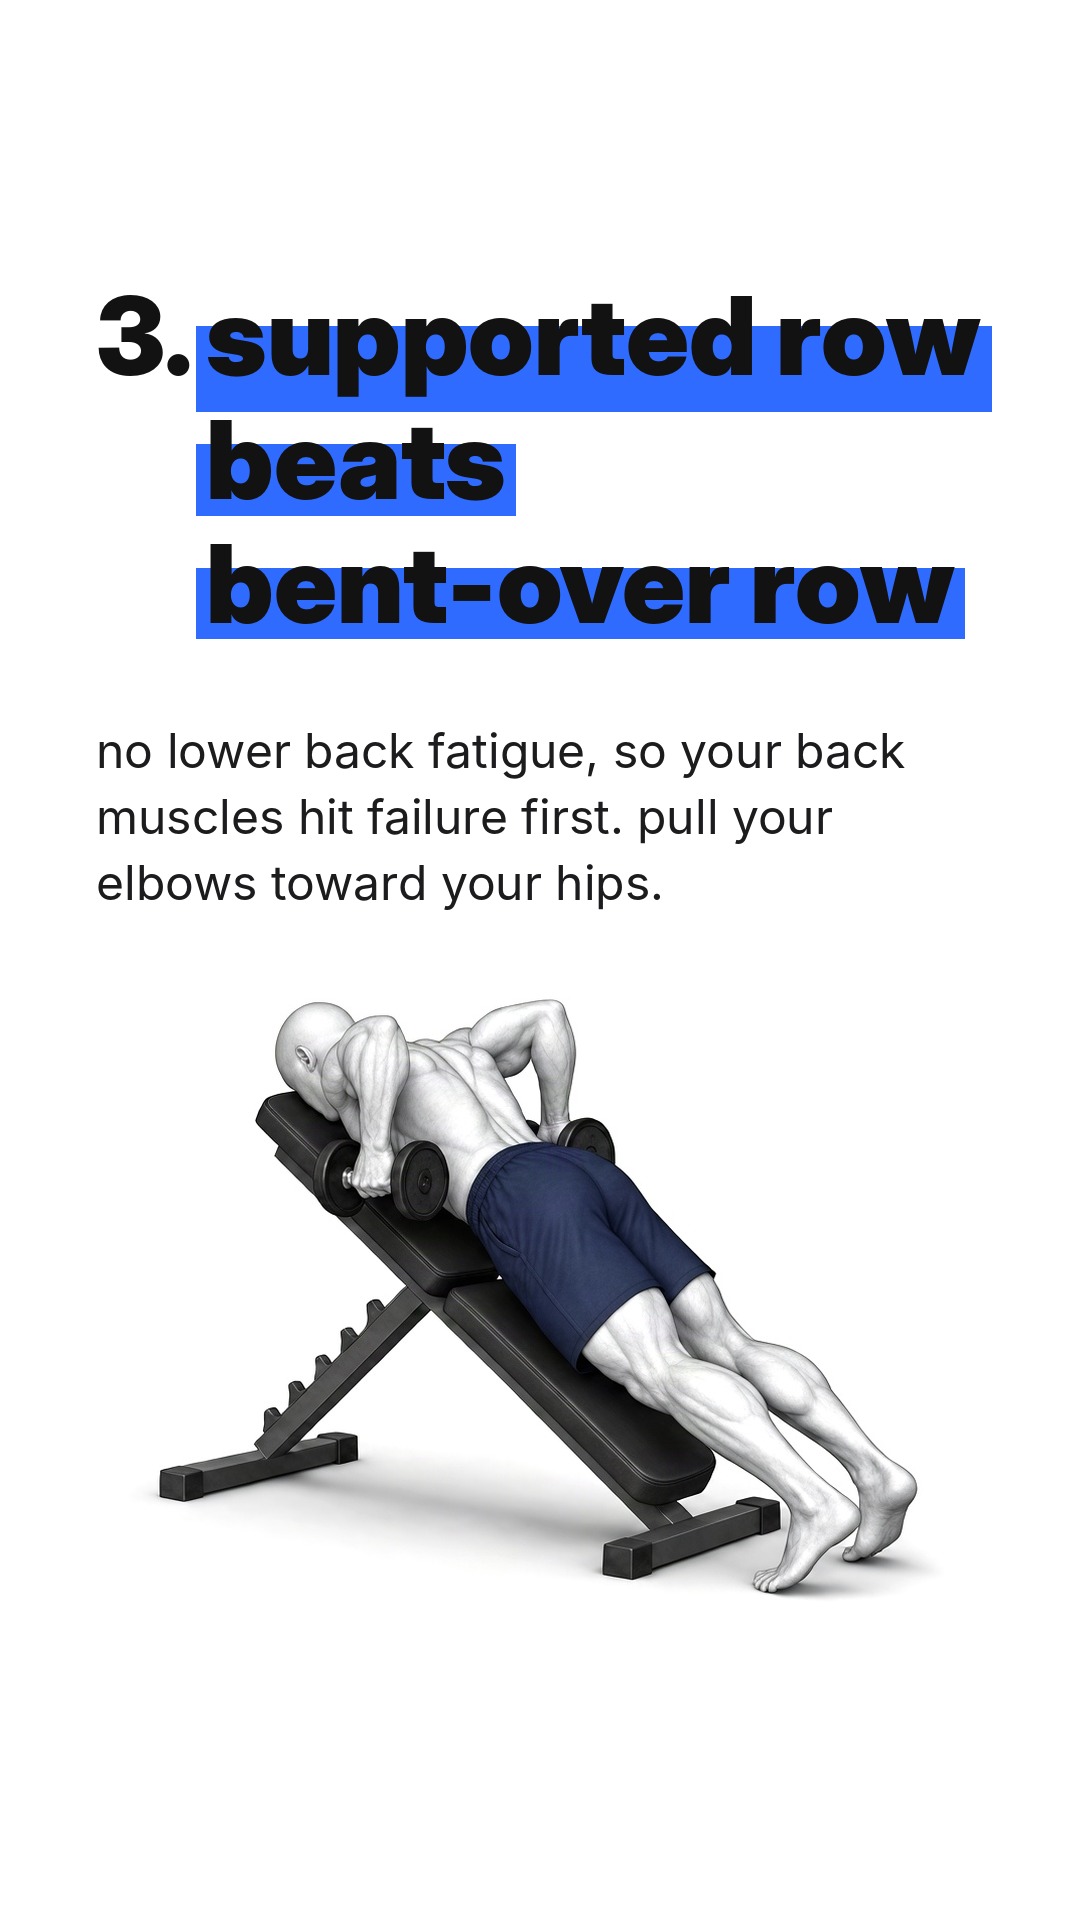 3. supported row
beats
bent-over row
no lower back fatigue, so your back
muscles hit failure first. pull your
elbows toward your hips.